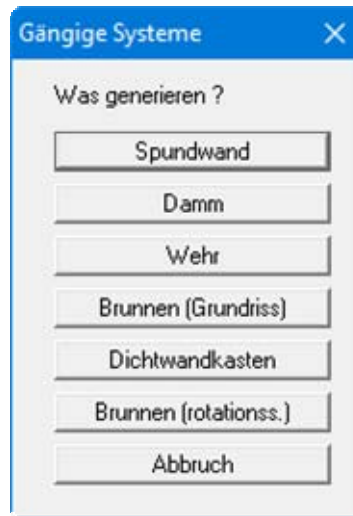 Gängige Systeme
Was generieren ?
Spundwand
Damm
Wehr
Brunnen (Grundriss)
Dichtwandkasten
Brunnen (rotationss.)
Abbruch